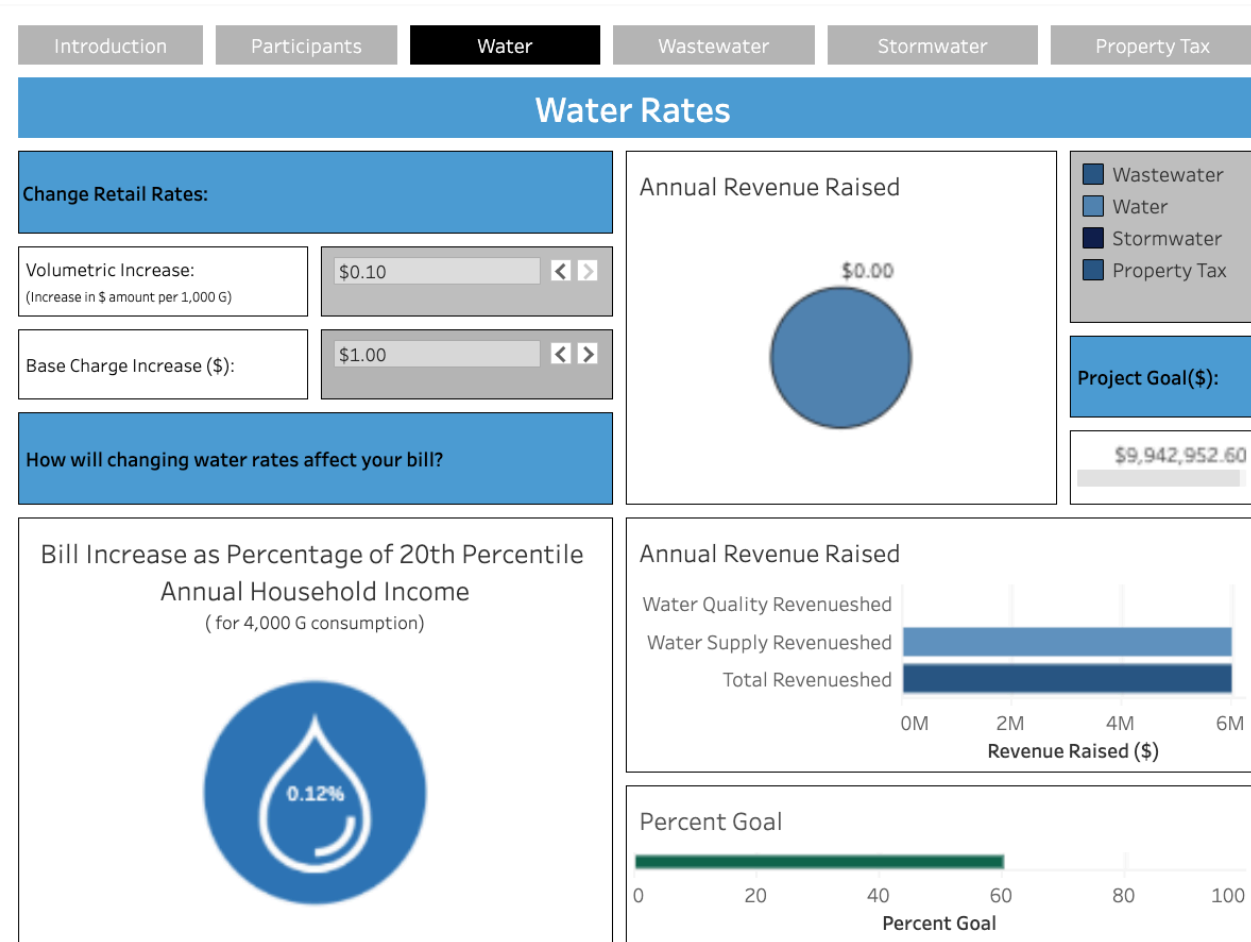 Introduction
Participants
Water
Wastewater
Stormwater
Property Tax
Water Rates
Change Retail Rates:
Volumetric Increase:
(Increase in $ amount per 1,000 G)
$0.10
Base Charge Increase ($):
$1.00
How will changing water rates affect your bill?
Annual Revenue Raised
$0.00
Wastewater
Water
Stormwater
Property Tax
Project Goal($):
$9,942,952.60
Bill Increase as Percentage of 20th Percentile
Annual Household Income
( for 4,000 G consumption)
0.12%
Annual Revenue Raised
Water Quality Revenueshed
Water Supply Revenueshed
Total Revenueshed
0M 2M 4M 6M
Revenue Raised ($)
Percent Goal
0 20 40 60 80 100
Percent Goal